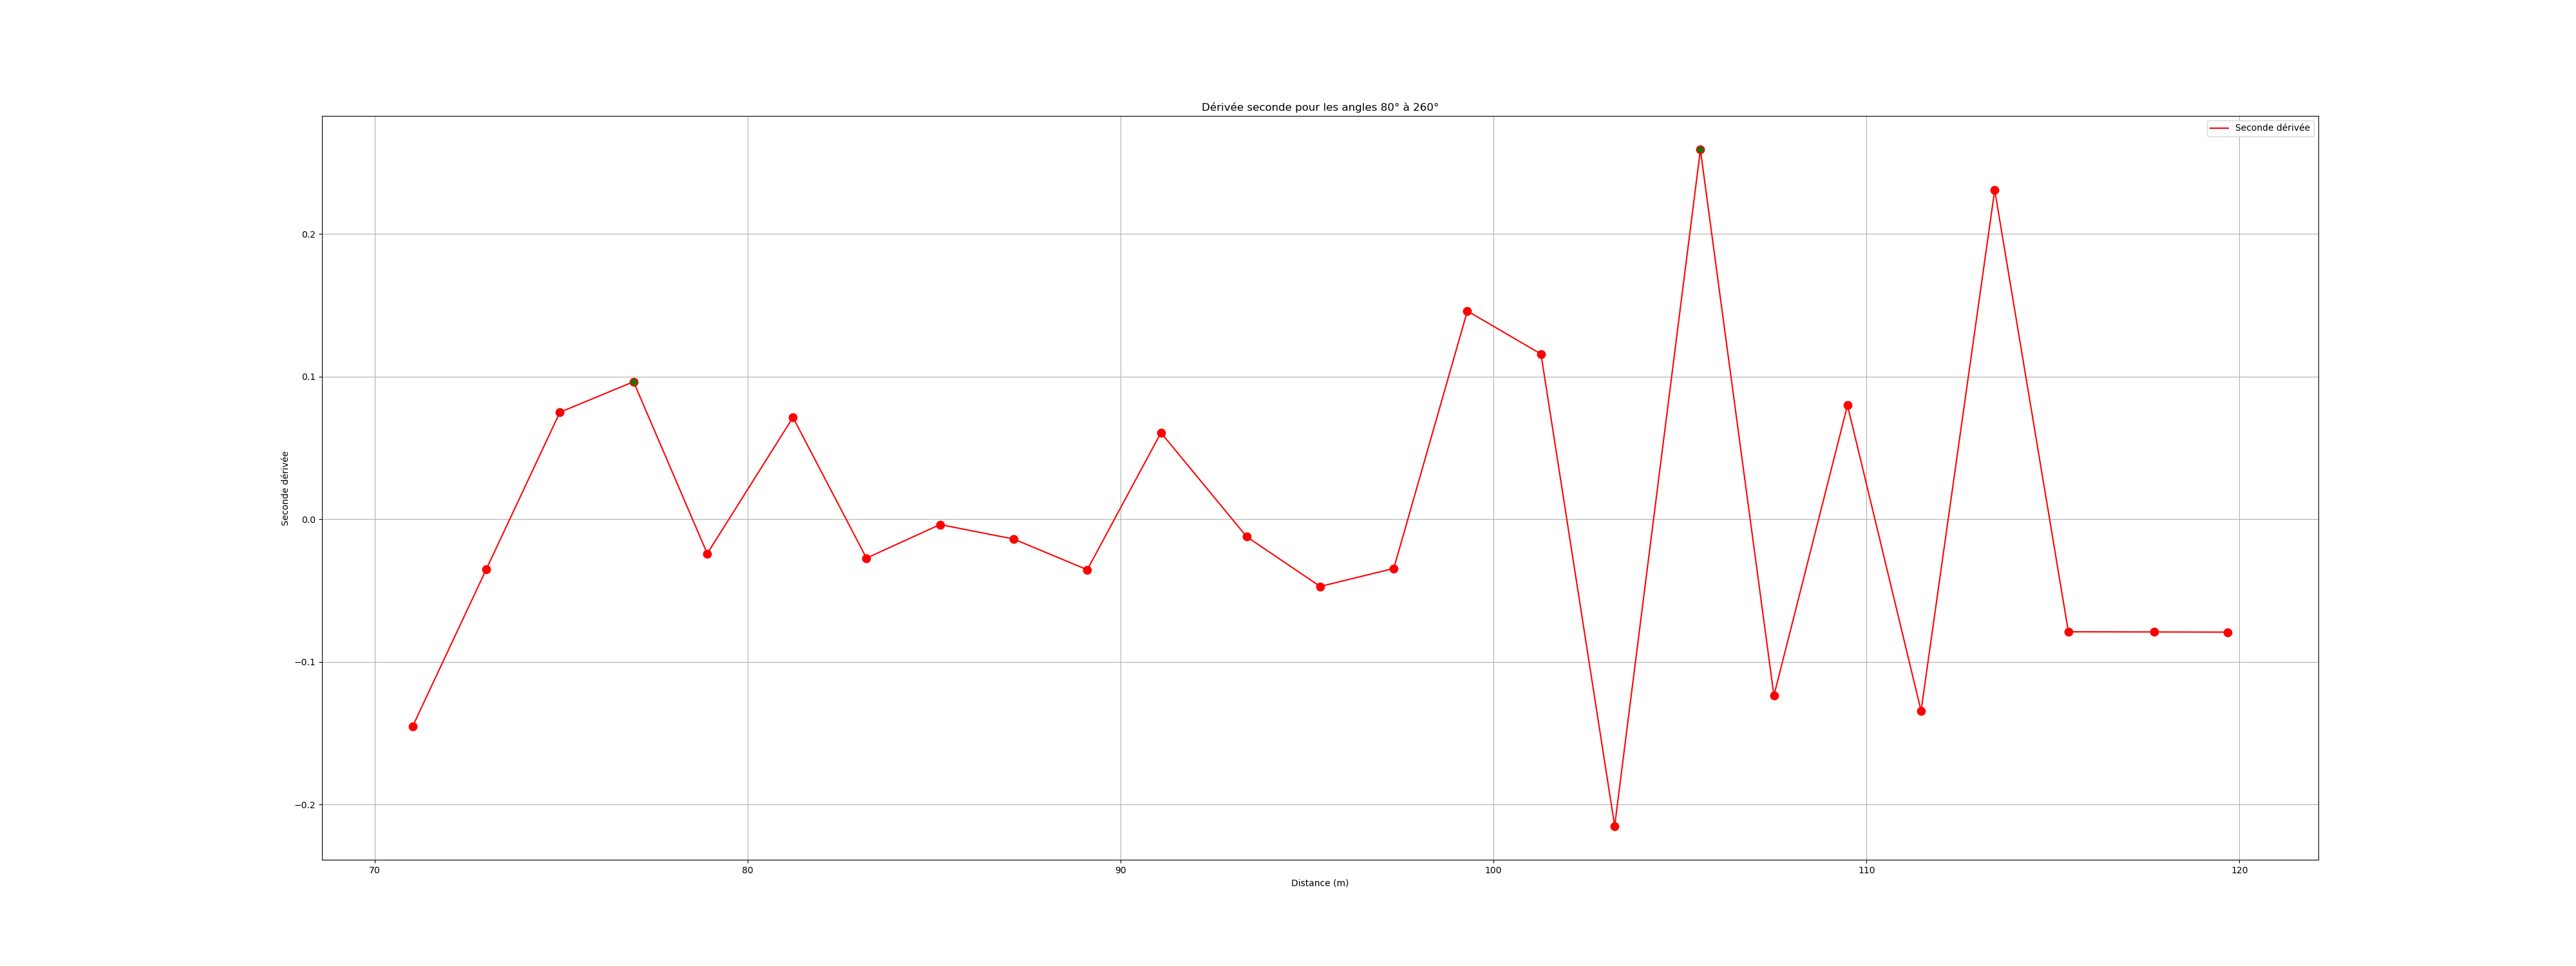 Dérivée seconde pour les angles 80° à 260°
Seconde dérivée
Seconde dérivée
0.2
0.1
0.0
−0.1
−0.2
70 80 90 100 110 120
Distance (m)